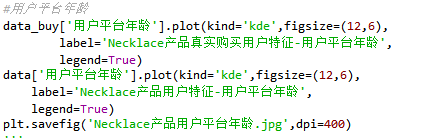 #用户平台年龄
data_buy['用户平台年龄'].plot(kind='kde',figsize=(12,6),
label='Necklace产品真实购买用户特征-用户平台年龄',
legend=True)
data['用户平台年龄'].plot(kind='kde',figsize=(12,6),
label='Necklace产品用户特征-用户平台年龄',
legend=True)
plt.savefig('Necklace产品用户平台年龄.jpg',dpi=400)
'''